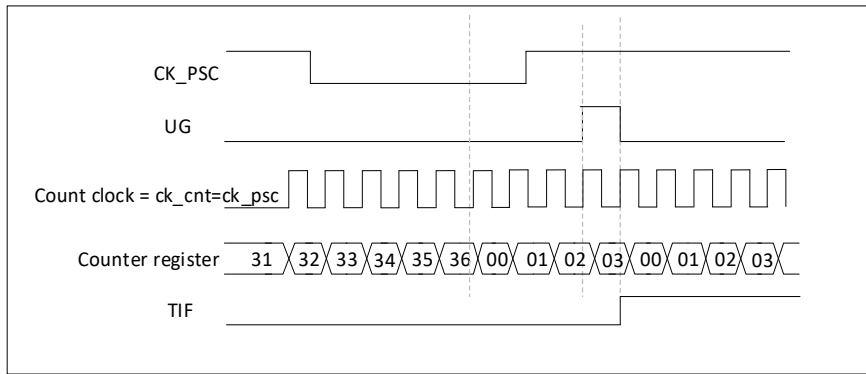 CK_PSC
UG
Count clock = ck_cnt=ck_psc
Counter register 31 32 33 34 35 36 00 01 02 03 00 01 02 03
TIF